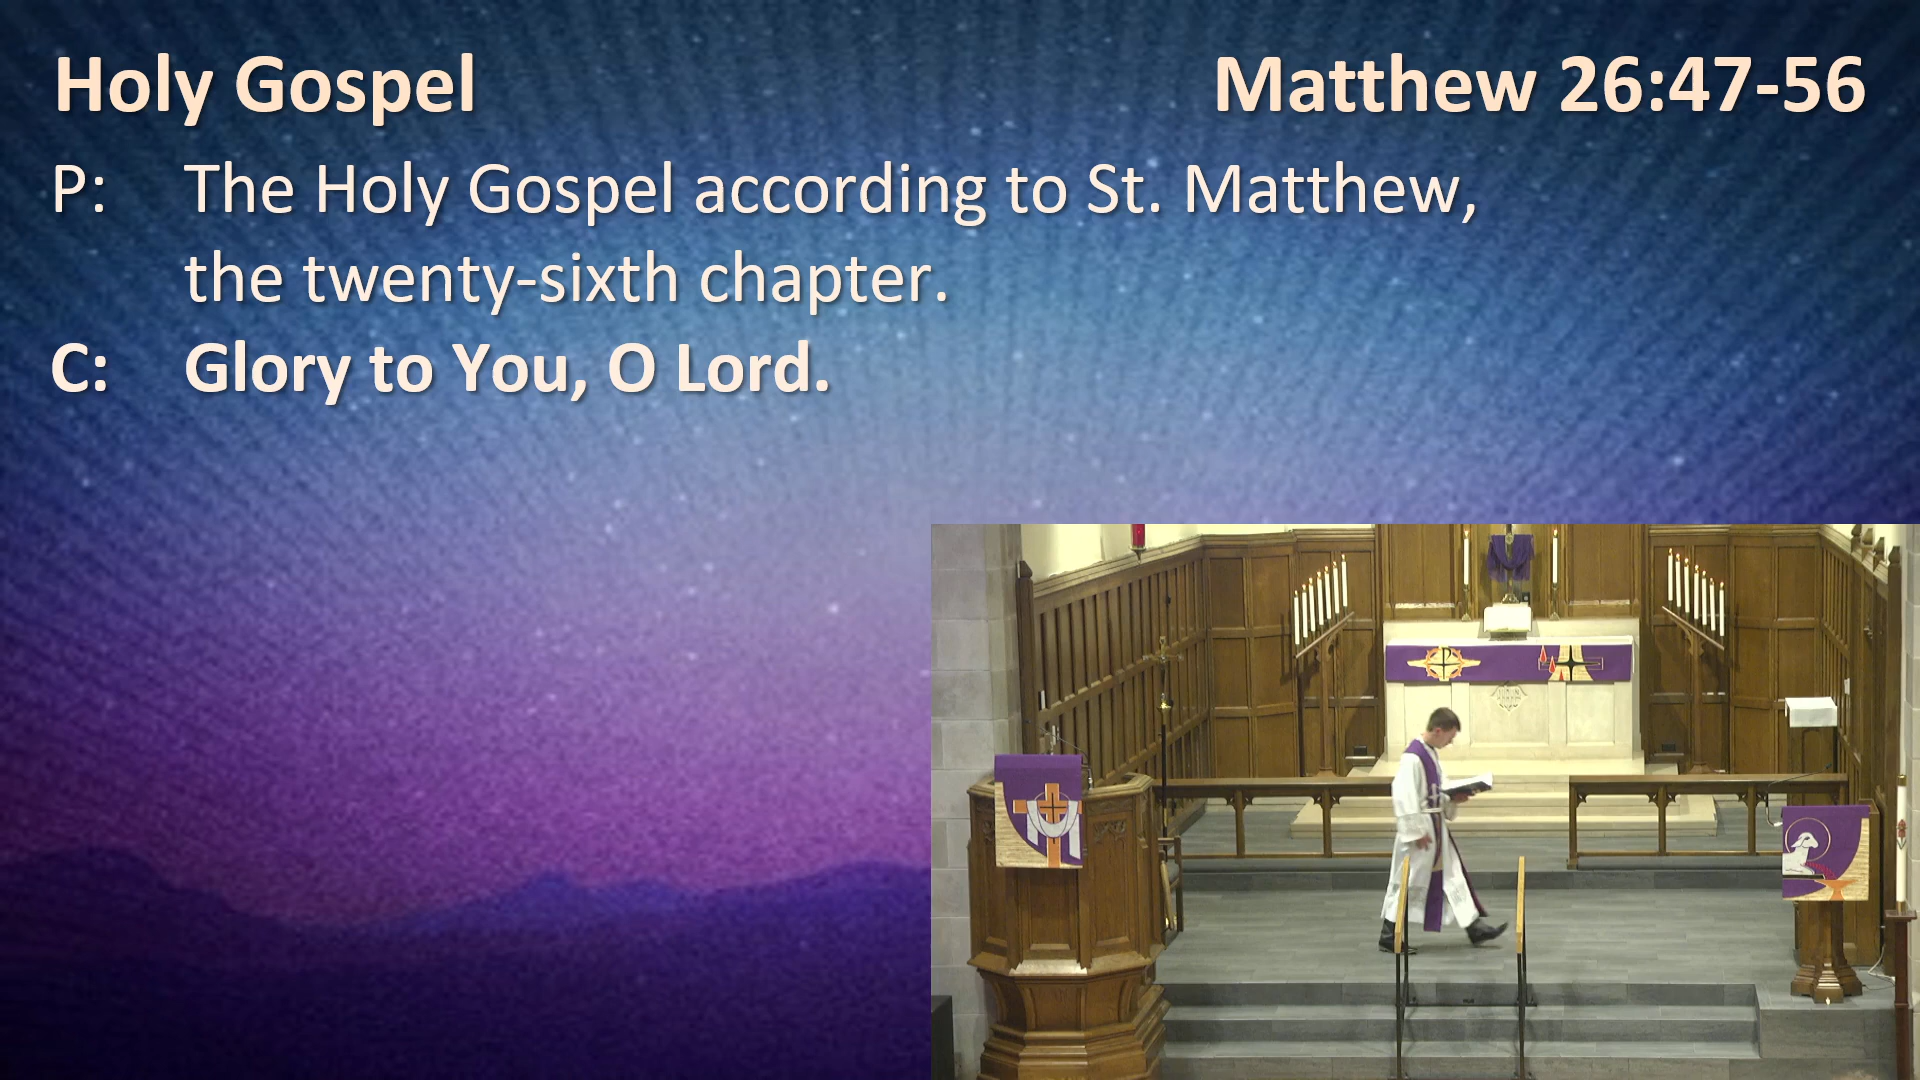 Holy Gospel Matthew 26:47-56
P: The Holy Gospel according to St. Matthew,
the twenty-sixth chapter.
C: Glory to You, O Lord.